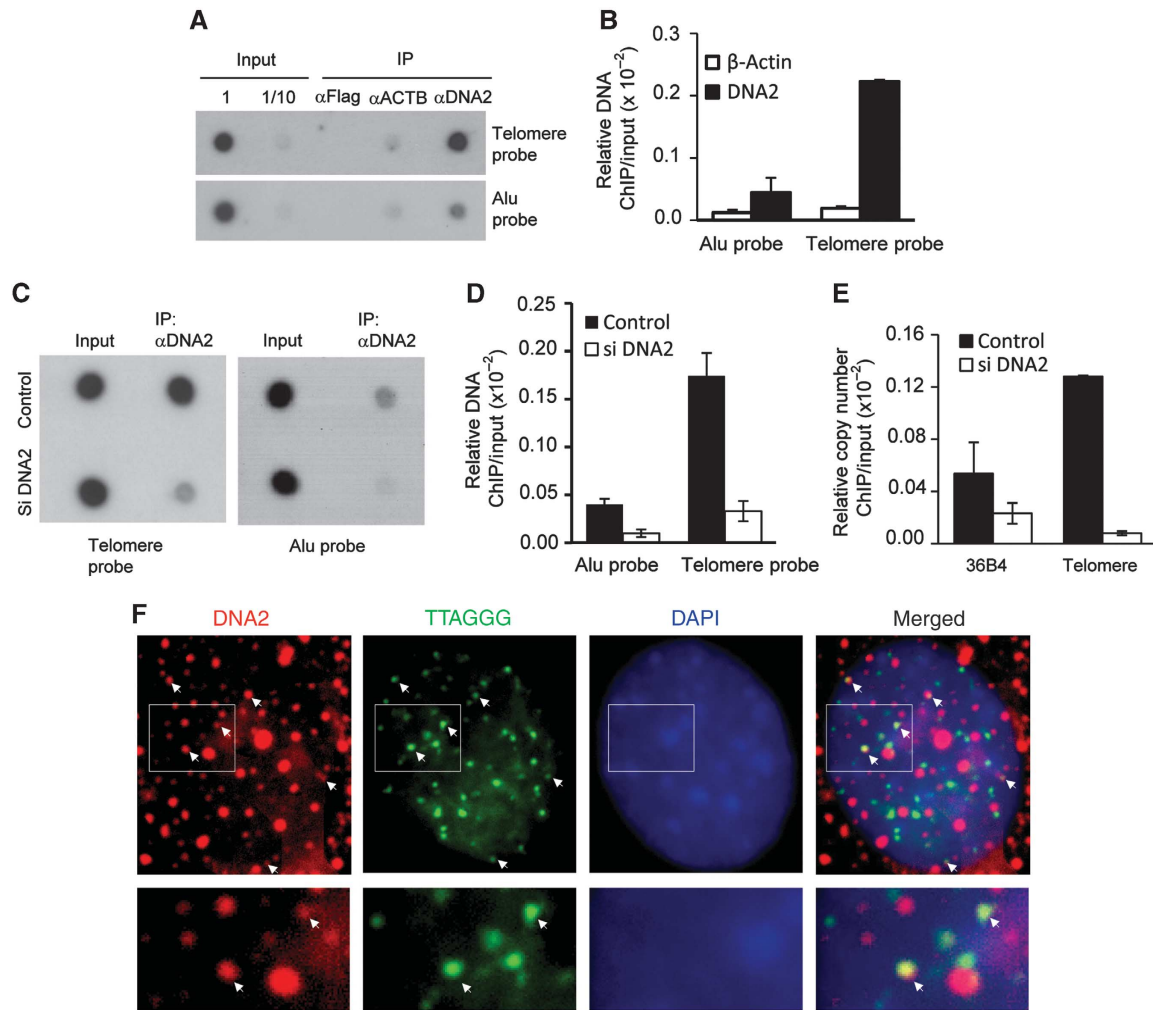 A
Input
IP
1
1/10
αFlag
αACTB
αDNA2
Telomere
probe
Alu
probe
B
Relative DNA
ChIP/input (x 10⁻²)
0.2
0.1
0.0
β-Actin
DNA2
Alu probe
Telomere probe
C
Input
IP:
αDNA2
Input
IP:
αDNA2
Control
Si DNA2
Telomere
probe
Alu probe
D
Relative DNA
ChIP/input (x10⁻²)
0.25
0.20
0.15
0.10
0.05
0.00
Control
si DNA2
Alu probe
Telomere probe
E
Relative copy number
ChIP/input (x10⁻²)
0.16
0.12
0.08
0.04
0.00
Control
si DNA2
36B4
Telomere
F
DNA2
TTAGGG
DAPI
Merged